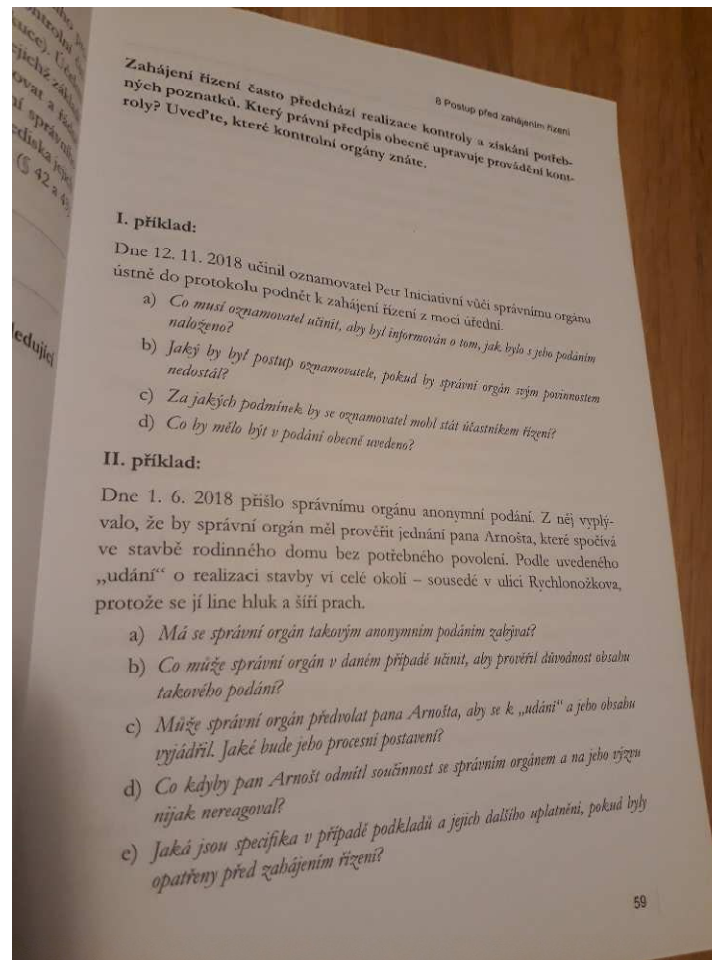 8 Postup před zahájením řízení
Zahájení řízení často předchází realizace kontroly a získání potřeb-
ných poznatků. Který právní předpis obecně upravuje provádění kont-
roly? Uveďte, které kontrolní orgány znáte.
I. příklad:
Dne 12. 11. 2018 učinil oznamovatel Petr Iniciativní vůči správnímu orgánu
ústně do protokolu podnět k zahájení řízení z moci úřední.
a) Co musí oznamovatel učinit, aby byl informován o tom, jak bylo s jeho podáním
naloženo?
b) Jaký by byl postup oznamovatele, pokud by správní orgán svým povinnostem
nedostál?
c) Za jakých podmínek by se oznamovatel mohl stát účastníkem řízení?
d) Co by mělo být v podání obecně uvedeno?
II. příklad:
Dne 1. 6. 2018 přišlo správnímu orgánu anonymní podání. Z něj vyplý-
valo, že by správní orgán měl prověřit jednání pana Arnošta, které spočívá
ve stavbě rodinného domu bez potřebného povolení. Podle uvedeného
„udání“ o realizaci stavby ví celé okolí – sousedé v ulici Rychlonožkova,
protože se jí line hluk a šíří prach.
a) Má se správní orgán takovým anonymním podáním zabývat?
b) Co může správní orgán v daném případě učinit, aby prověřil důvodnost obsahu
takového podání?
c) Může správní orgán předvolat pana Arnošta, aby se k „udání“ a jeho obsahu
vyjádřil. Jaké bude jeho procesní postavení?
d) Co kdyby pan Arnošt odmítl součinnost se správním orgánem a na jeho výzvu
nijak nereagoval?
e) Jaká jsou specifika v případě podkladů a jejich dalšího uplatnění, pokud byly
opatřeny před zahájením řízení?
59
(§ 42 a 43